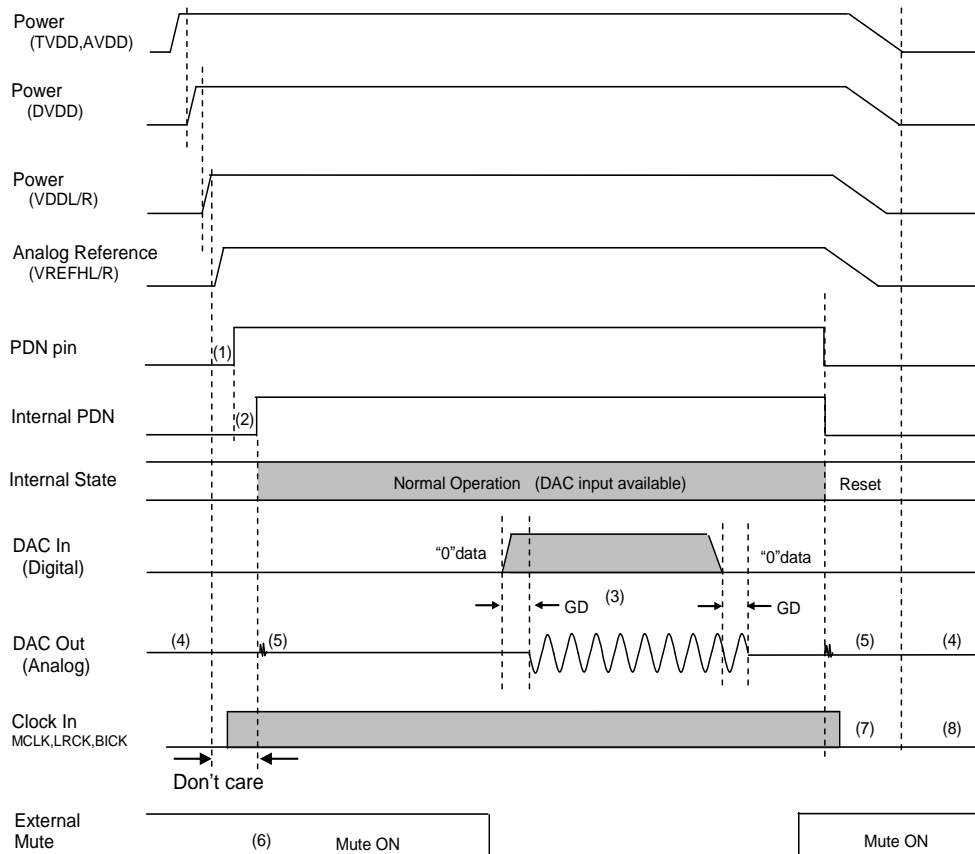 Power
(TVDD,AVDD)
Power
(DVDD)
Power
(VDDL/R)
Analog Reference
(VREFHL/R)
PDN pin
(1)
Internal PDN
(2)
Internal State
Normal Operation (DAC input available)
Reset
DAC In
(Digital)
“0”data
“0”data
GD
(3)
GD
DAC Out
(Analog)
(4)
(5)
(5)
(4)
Clock In
MCLK,LRCK,BICK
(7)
(8)
Don’t care
External
Mute
(6)
Mute ON
Mute ON